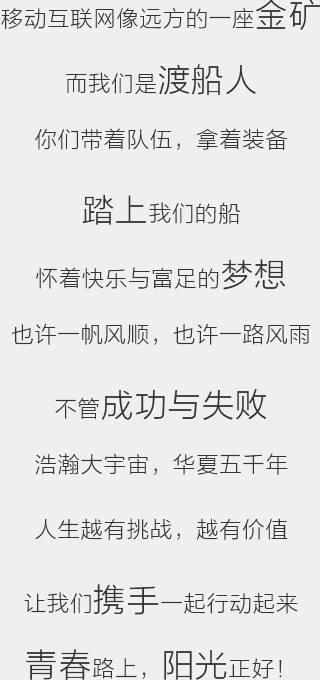 移动互联网像远方的一座金矿
而我们是渡船人
你们带着队伍，拿着装备
踏上我们的船
怀着快乐与富足的梦想
也许一帆风顺，也许一路风雨
不管成功与失败
浩瀚大宇宙，华夏五千年
人生越有挑战，越有价值
让我们携手一起行动起来
青春路上，阳光正好！